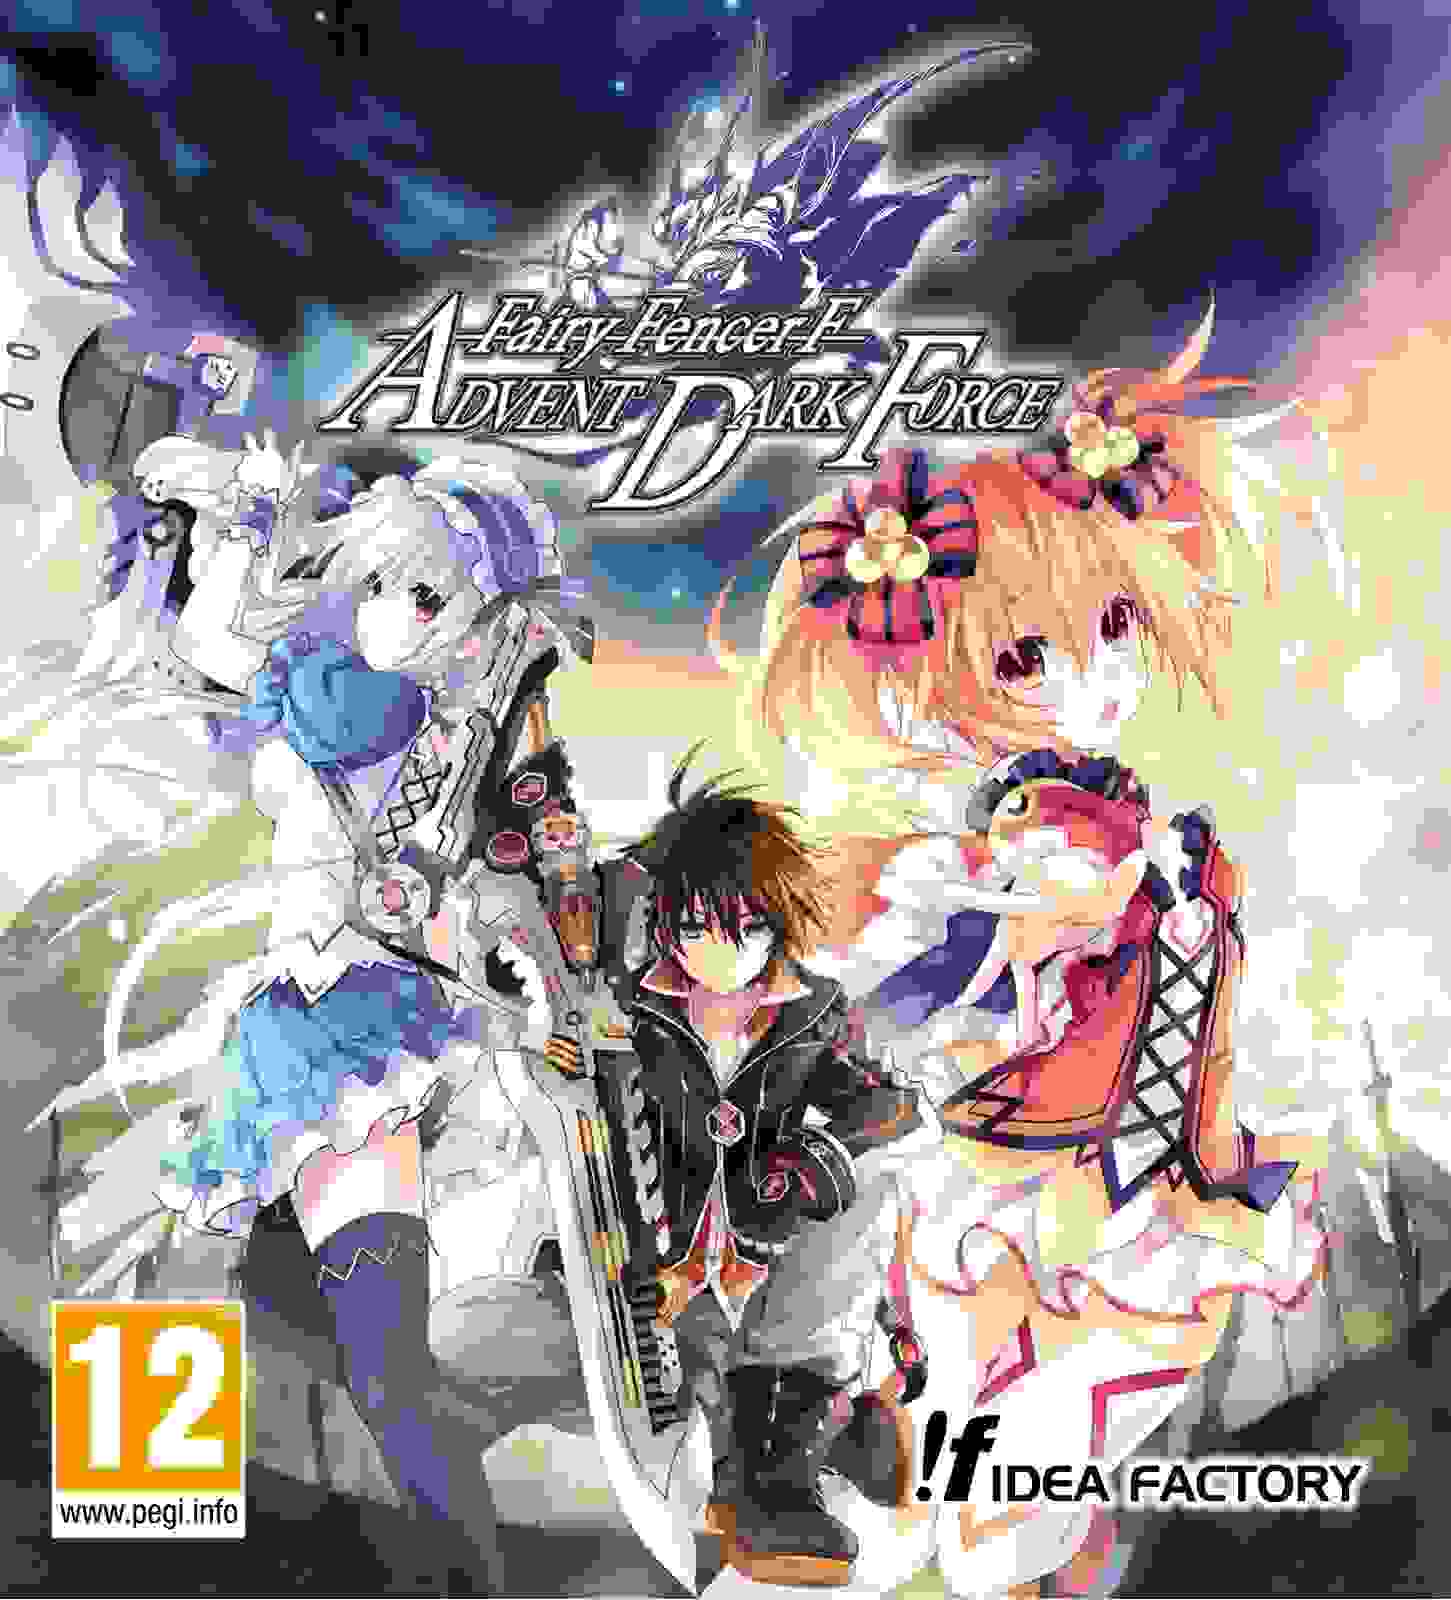 Fairy Fencer F
ADVENT DARK FORCE
12
www.pegi.info
!f IDEA FACTORY